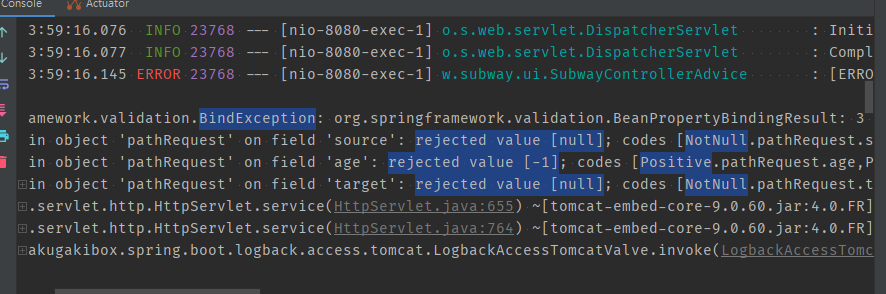 Console Actuator
3:59:16.076 INFO 23768 --- [nio-8080-exec-1] o.s.web.servlet.DispatcherServlet : Initi
3:59:16.077 INFO 23768 --- [nio-8080-exec-1] o.s.web.servlet.DispatcherServlet : Compl
3:59:16.145 ERROR 23768 --- [nio-8080-exec-1] w.subway.ui.SubwayControllerAdvice : [ERRO
amework.validation.BindException: org.springframework.validation.BeanPropertyBindingResult: 3
in object 'pathRequest' on field 'source': rejected value [null]; codes [NotNull.pathRequest.s
in object 'pathRequest' on field 'age': rejected value [-1]; codes [Positive.pathRequest.age,P
in object 'pathRequest' on field 'target': rejected value [null]; codes [NotNull.pathRequest.t
.servlet.http.HttpServlet.service(HttpServlet.java:655) ~[tomcat-embed-core-9.0.60.jar:4.0.FR]
.servlet.http.HttpServlet.service(HttpServlet.java:764) ~[tomcat-embed-core-9.0.60.jar:4.0.FR]
akugakibox.spring.boot.logback.access.tomcat.LogbackAccessTomcatValve.invoke(LogbackAccessTomc